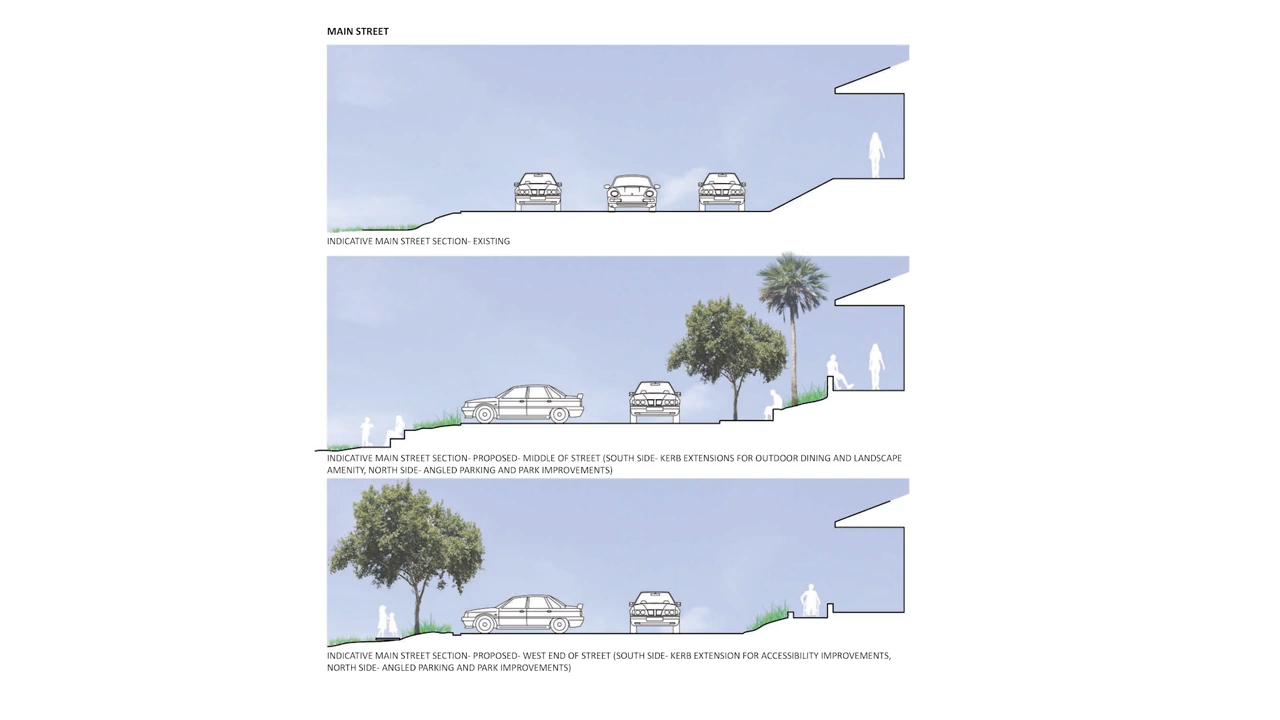 MAIN STREET
INDICATIVE MAIN STREET SECTION- EXISTING
INDICATIVE MAIN STREET SECTION- PROPOSED- MIDDLE OF STREET (SOUTH SIDE- KERB EXTENSIONS FOR OUTDOOR DINING AND LANDSCAPE
AMENITY, NORTH SIDE- ANGLED PARKING AND PARK IMPROVEMENTS)
INDICATIVE MAIN STREET SECTION- PROPOSED- WEST END OF STREET (SOUTH SIDE- KERB EXTENSION FOR ACCESSIBILITY IMPROVEMENTS,
NORTH SIDE- ANGLED PARKING AND PARK IMPROVEMENTS)